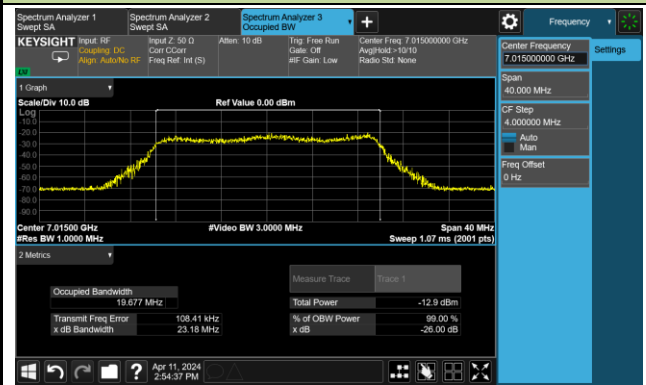 Spectrum Analyzer 1
Swept SA
Spectrum Analyzer 2
Swept SA
Spectrum Analyzer 3
Occupied BW
Frequency
KEYSIGHT
Input: RF
Coupling: DC
Align: Auto/No RF
Input Z: 50 Ω
Corr CCorr
Freq Ref: Int (S)
Atten: 10 dB
Trig: Free Run
Gate: Off
#IF Gain: Low
Center Freq: 7.015000000 GHz
Avg|Hold:>10/10
Radio Std: None
Center Frequency
7.015000000 GHz
Settings
Span
40.000 MHz
CF Step
4.000000 MHz
Auto
Man
Freq Offset
0 Hz
1 Graph
Scale/Div 10.0 dB
Ref Value 0.00 dBm
Log
-10.0
-20.0
-30.0
-40.0
-50.0
-60.0
-70.0
-80.0
-90.0
Center 7.01500 GHz
#Video BW 3.0000 MHz
Span 40 MHz
#Res BW 1.0000 MHz
Sweep 1.07 ms (2001 pts)
2 Metrics
Measure Trace
Trace 1
Occupied Bandwidth
19.677 MHz
Total Power
-12.9 dBm
Transmit Freq Error
108.41 kHz
% of OBW Power
99.00 %
x dB Bandwidth
23.18 MHz
x dB
-26.00 dB
Apr 11, 2024
2:54:37 PM